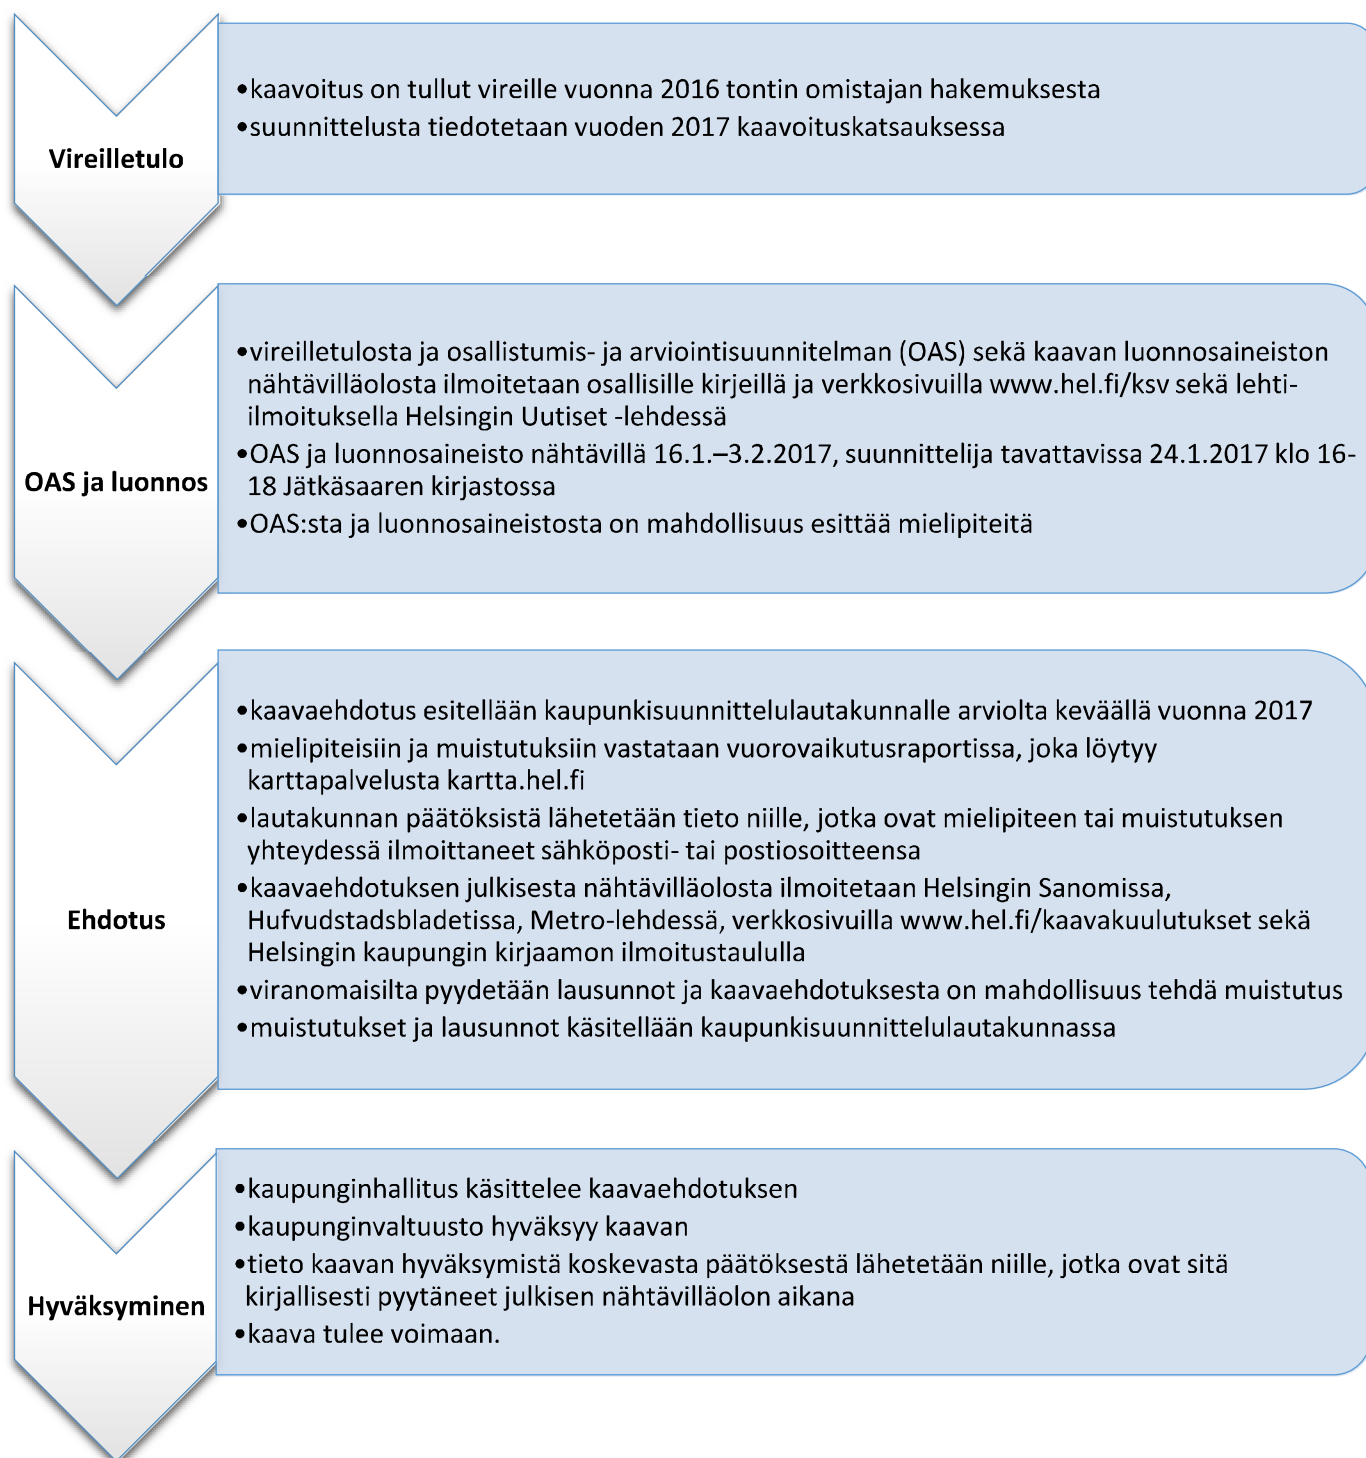 Vireilletulo
•kaavoitus on tullut vireille vuonna 2016 tontin omistajan hakemuksesta
•suunnittelusta tiedotetaan vuoden 2017 kaavoituskatsauksessa
OAS ja luonnos
•vireilletulosta ja osallistumis- ja arviointisuunnitelman (OAS) sekä kaavan luonnosaineiston
nähtävilläolosta ilmoitetaan osallisille kirjeillä ja verkkosivuilla www.hel.fi/ksv sekä lehti-
ilmoituksella Helsingin Uutiset -lehdessä
•OAS ja luonnosaineisto nähtävillä 16.1.–3.2.2017, suunnittelija tavattavissa 24.1.2017 klo 16-
18 Jätkäsaaren kirjastossa
•OAS:sta ja luonnosaineistosta on mahdollisuus esittää mielipiteitä
Ehdotus
•kaavaehdotus esitellään kaupunkisuunnittelulautakunnalle arviolta keväällä vuonna 2017
•mielipiteisiin ja muistutuksiin vastataan vuorovaikutusraportissa, joka löytyy
karttapalvelusta kartta.hel.fi
•lautakunnan päätöksistä lähetetään tieto niille, jotka ovat mielipiteen tai muistutuksen
yhteydessä ilmoittaneet sähköposti- tai postiosoitteensa
•kaavaehdotuksen julkisesta nähtävilläolosta ilmoitetaan Helsingin Sanomissa,
Hufvudstadsbladetissa, Metro-lehdessä, verkkosivuilla www.hel.fi/kaavakuulutukset sekä
Helsingin kaupungin kirjaamon ilmoitustaululla
•viranomaisilta pyydetään lausunnot ja kaavaehdotuksesta on mahdollisuus tehdä muistutus
•muistutukset ja lausunnot käsitellään kaupunkisuunnittelulautakunnassa
Hyväksyminen
•kaupunginhallitus käsittelee kaavaehdotuksen
•kaupunginvaltuusto hyväksyy kaavan
•tieto kaavan hyväksymistä koskevasta päätöksestä lähetetään niille, jotka ovat sitä
kirjallisesti pyytäneet julkisen nähtävilläolon aikana
•kaava tulee voimaan.